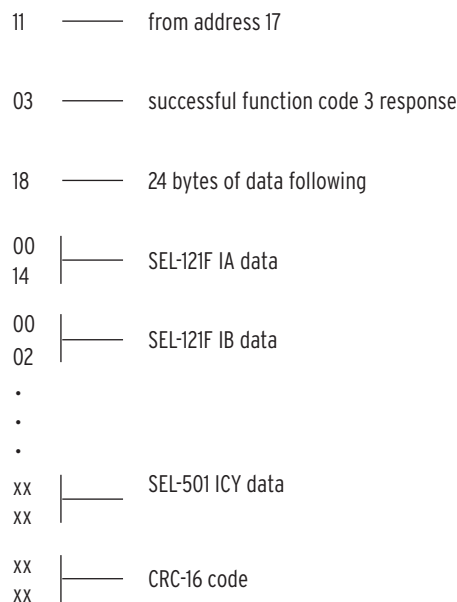 11 from address 17
03 successful function code 3 response
18 24 bytes of data following
00
14 SEL-121F IA data
00
02 SEL-121F IB data
.
.
.
xx SEL-501 ICY data
xx
xx
xx CRC-16 code